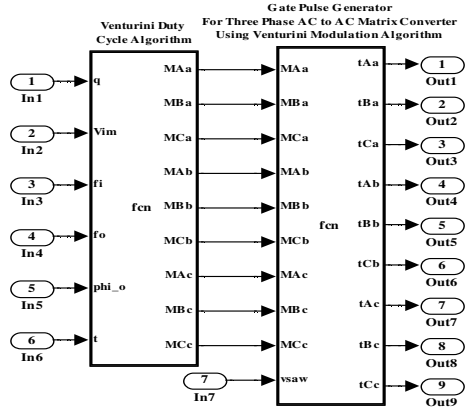 Gate Pulse Generator
For Three Phase AC to AC Matrix Converter
Using Venturini Modulation Algorithm
Venturini Duty
Cycle Algorithm
1
In1
2
In2
3
In3
4
In4
5
In5
6
In6
q
Vim
fi
fo
phi_o
t
fcn
MAa
MBa
MCa
MAb
MBb
MCb
MAc
MBc
MCc
7
In7
MAa
MBa
MCa
MAb
MBb
MCb
MAc
MBc
MCc
vsaw
fcn
tAa
tBa
tCa
tAb
tBb
tCb
tAc
tBc
tCc
1
Out1
2
Out2
3
Out3
4
Out4
5
Out5
6
Out6
7
Out7
8
Out8
9
Out9